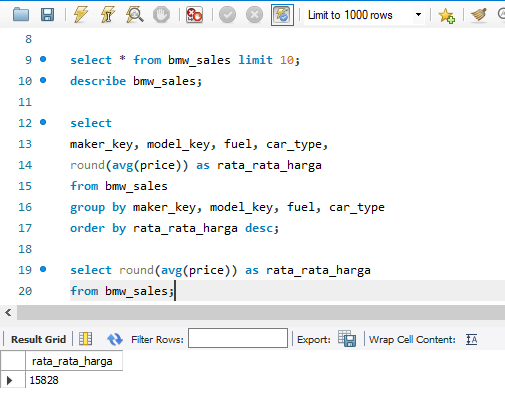 Limit to 1000 rows
8
9 select * from bmw_sales limit 10;
10 describe bmw_sales;
11
12 select
13 maker_key, model_key, fuel, car_type,
14 round(avg(price)) as rata_rata_harga
15 from bmw_sales
16 group by maker_key, model_key, fuel, car_type
17 order by rata_rata_harga desc;
18
19 select round(avg(price)) as rata_rata_harga
20 from bmw_sales;
Result Grid Filter Rows: Export: Wrap Cell Content: IA
rata_rata_harga
15828